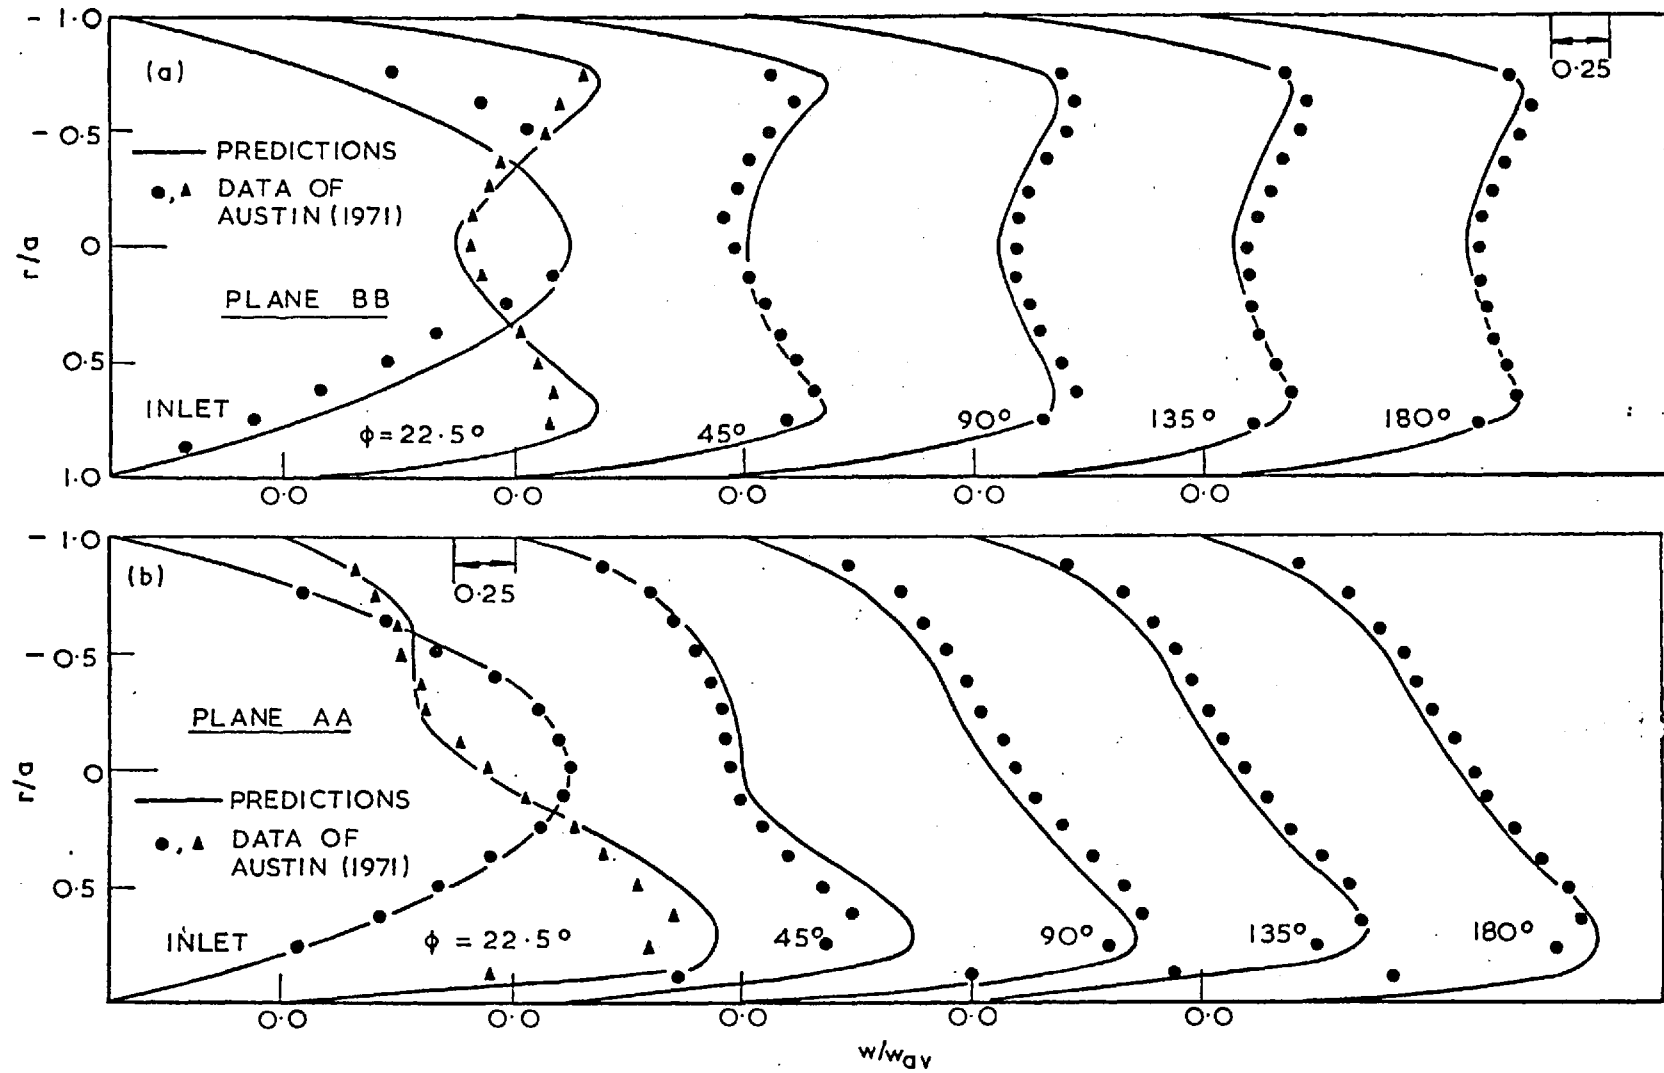 - 1.0
(a)
0.25
- 0.5
PREDICTIONS
●, ▲ DATA OF
AUSTIN (1971)
r/a
0
PLANE BB
0.5
INLET
ϕ = 22.5°
45°
90°
135°
180°
1.0
0.0
0.0
0.0
0.0
0.0
- 1.0
(b)
0.25
- 0.5
PLANE AA
r/a
0
PREDICTIONS
●, ▲ DATA OF
AUSTIN (1971)
0.5
INLET
ϕ = 22.5°
45°
90°
135°
180°
0.0
0.0
0.0
0.0
0.0
w/wav